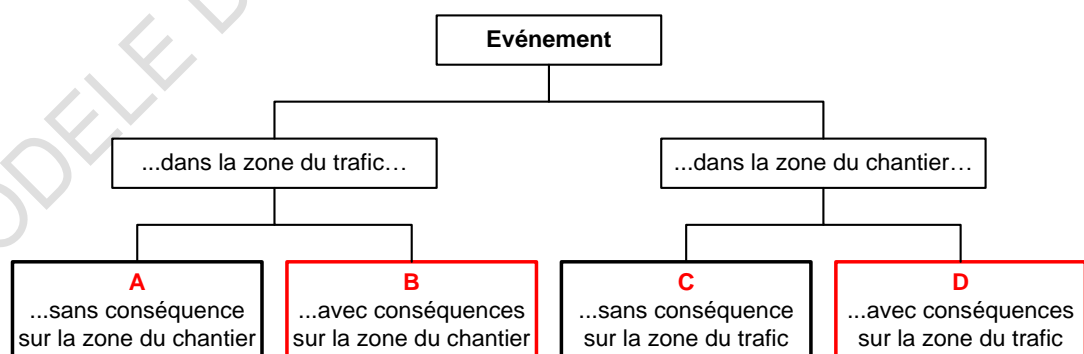 Evénement
...dans la zone du trafic…
...dans la zone du chantier…
A
...sans conséquence
sur la zone du chantier
B
...avec conséquences
sur la zone du chantier
C
...sans conséquence
sur la zone du trafic
D
...avec conséquences
sur la zone du trafic
ODELE D